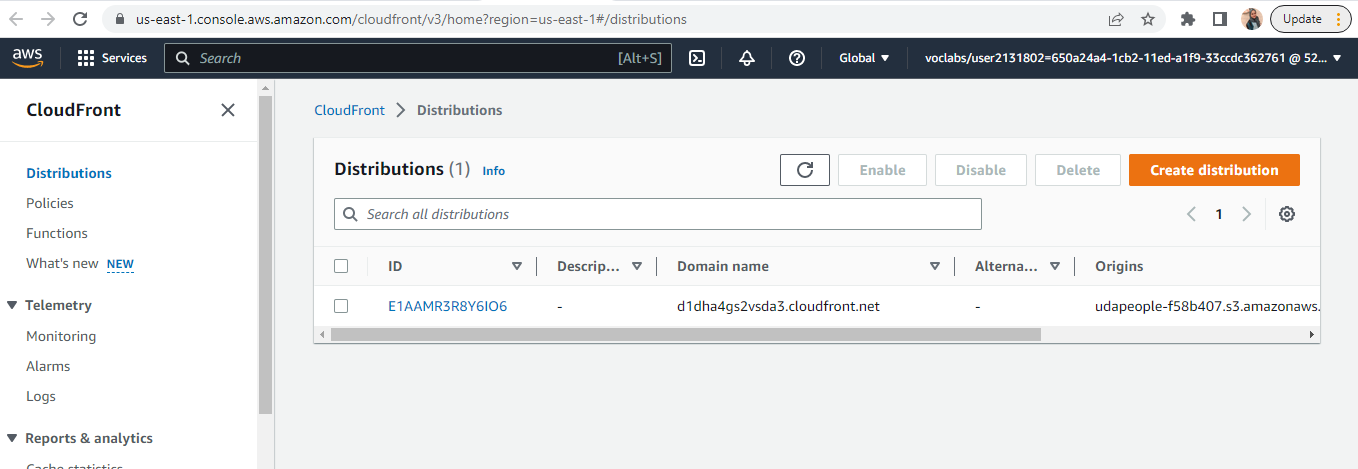 us-east-1.console.aws.amazon.com/cloudfront/v3/home?region=us-east-1#/distributions
Update
aws
Services
Search
[Alt+S]
Global
voclabs/user2131802=650a24a4-1cb2-11ed-a1f9-33ccdc362761 @ 52...
CloudFront
Distributions
Policies
Functions
What's new NEW
Telemetry
Monitoring
Alarms
Logs
Reports & analytics
Cache statistics
CloudFront > Distributions
Distributions (1) Info
Enable
Disable
Delete
Create distribution
Search all distributions
1
ID Descrip... Domain name Alterna... Origins
E1AAMR3R8Y6IO6 - d1dha4gs2vsda3.cloudfront.net - udapeople-f58b407.s3.amazonaws.